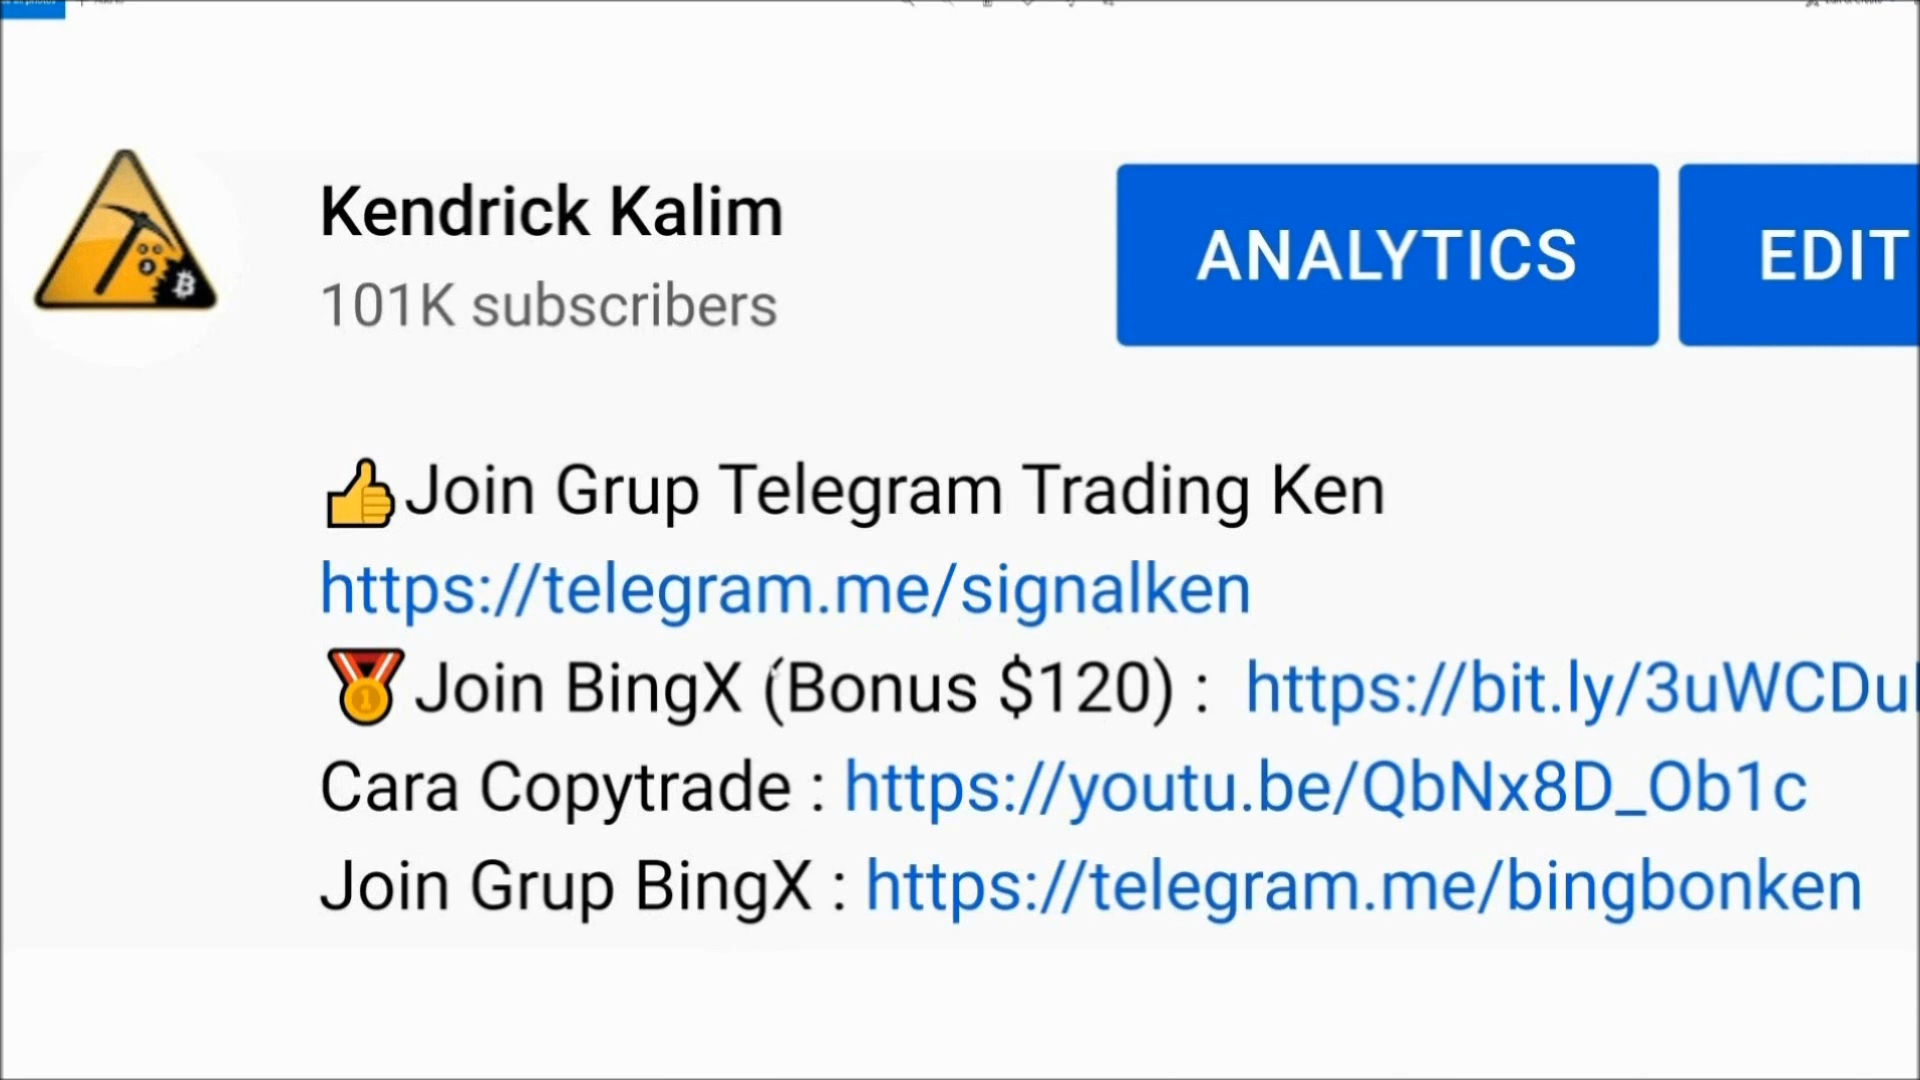 Kendrick Kalim
101K subscribers
ANALYTICS
EDIT
👍Join Grup Telegram Trading Ken
https://telegram.me/signalken
🥇Join BingX (Bonus $120) : https://bit.ly/3uWCDu
Cara Copytrade : https://youtu.be/QbNx8D_Ob1c
Join Grup BingX : https://telegram.me/bingbonken